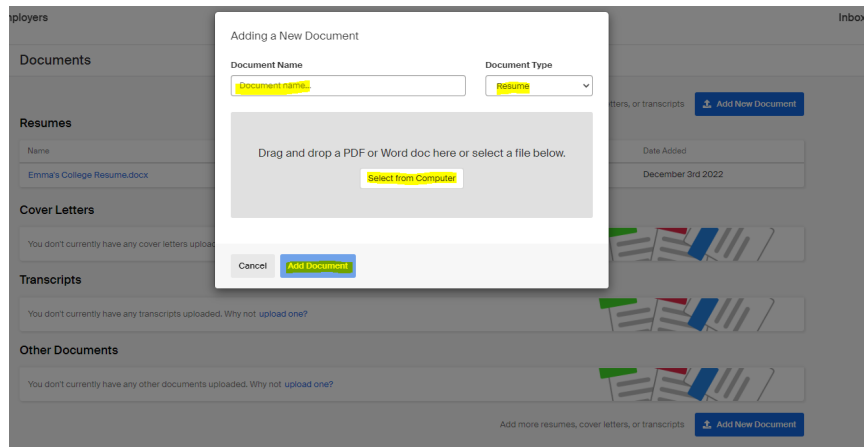 ployers
Inbox
Documents
Adding a New Document
Document Name
Document Type
Document name...
Resume
tters, or transcripts
Add New Document
Resumes
Name
Date Added
Drag and drop a PDF or Word doc here or select a file below.
Emma's College Resume.docx
December 3rd 2022
Select from Computer
Cover Letters
You don't currently have any cover letters uploa
Cancel
Add Document
Transcripts
You don't currently have any transcripts uploaded. Why not upload one?
Other Documents
You don't currently have any other documents uploaded. Why not upload one?
Add more resumes, cover letters, or transcripts
Add New Document